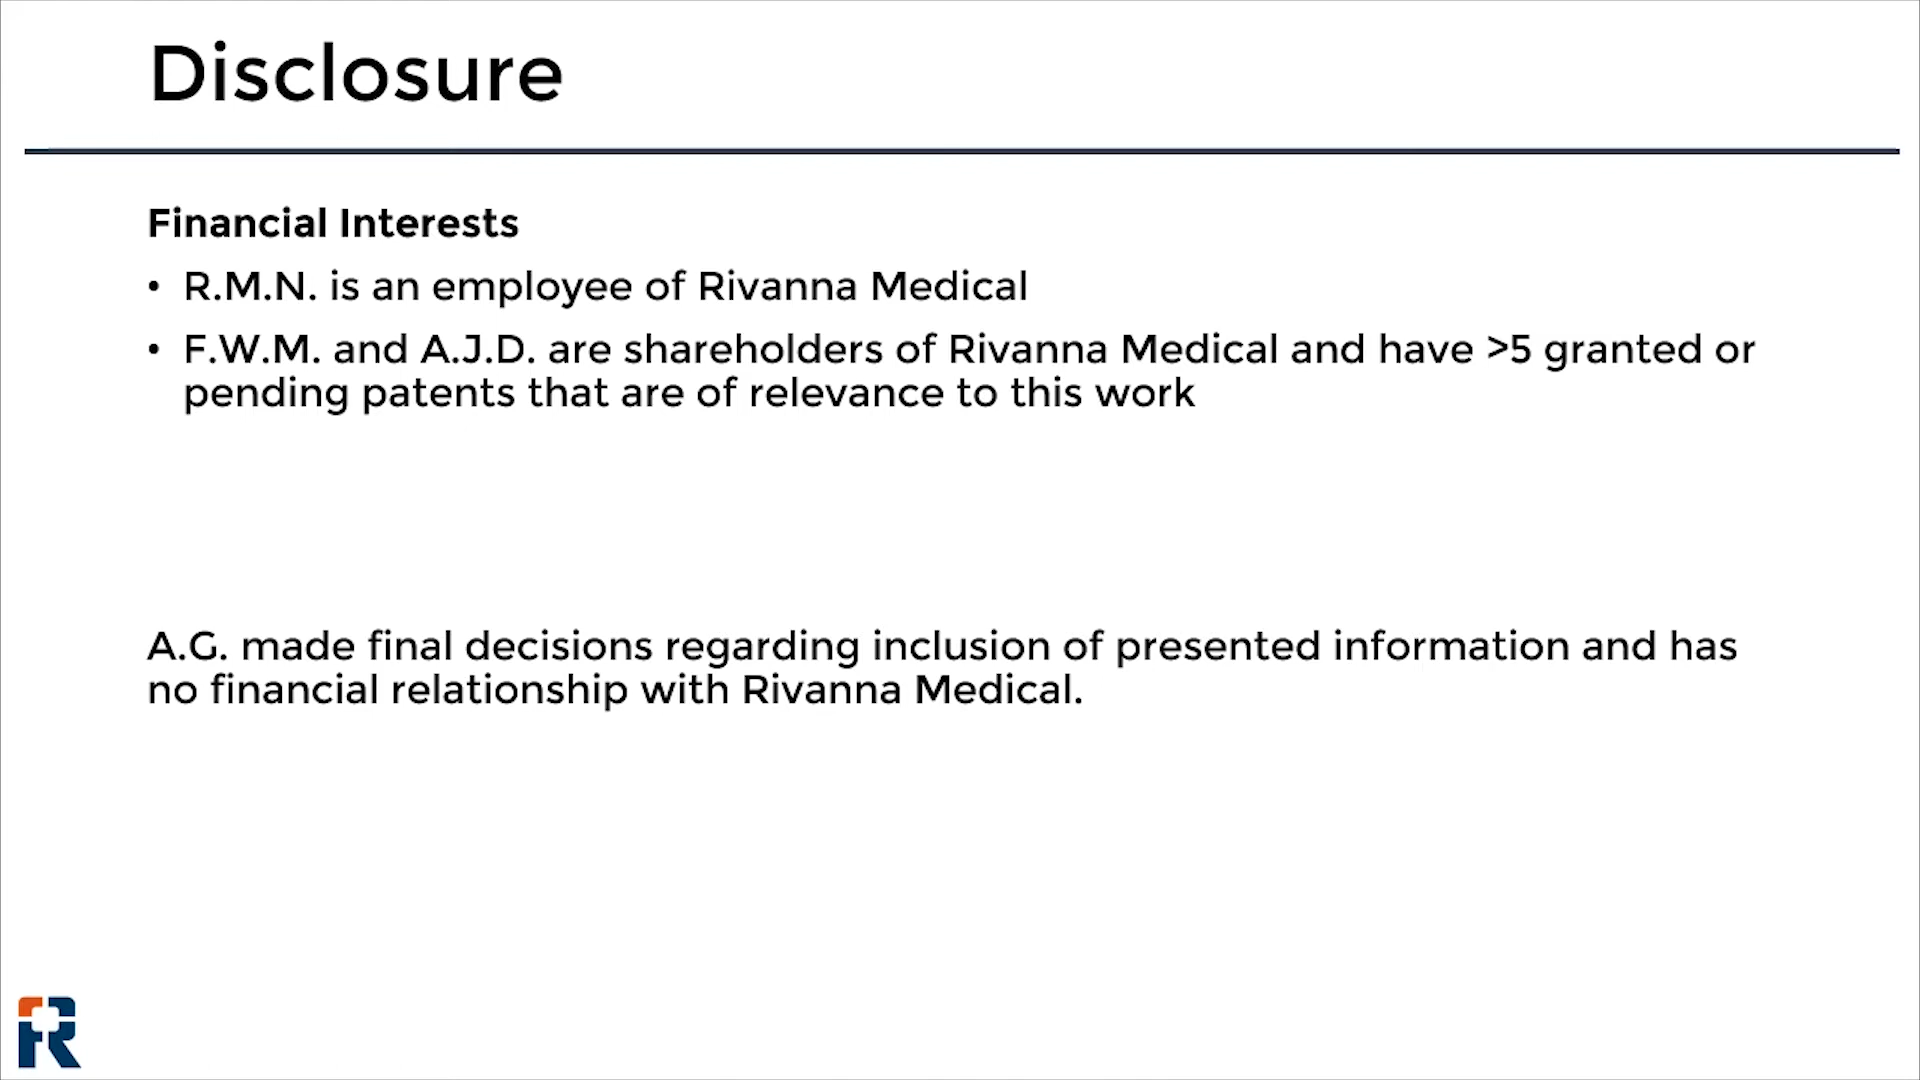 Disclosure
Financial Interests
• R.M.N. is an employee of Rivanna Medical
• F.W.M. and A.J.D. are shareholders of Rivanna Medical and have >5 granted or
pending patents that are of relevance to this work
A.G. made final decisions regarding inclusion of presented information and has
no financial relationship with Rivanna Medical.
R